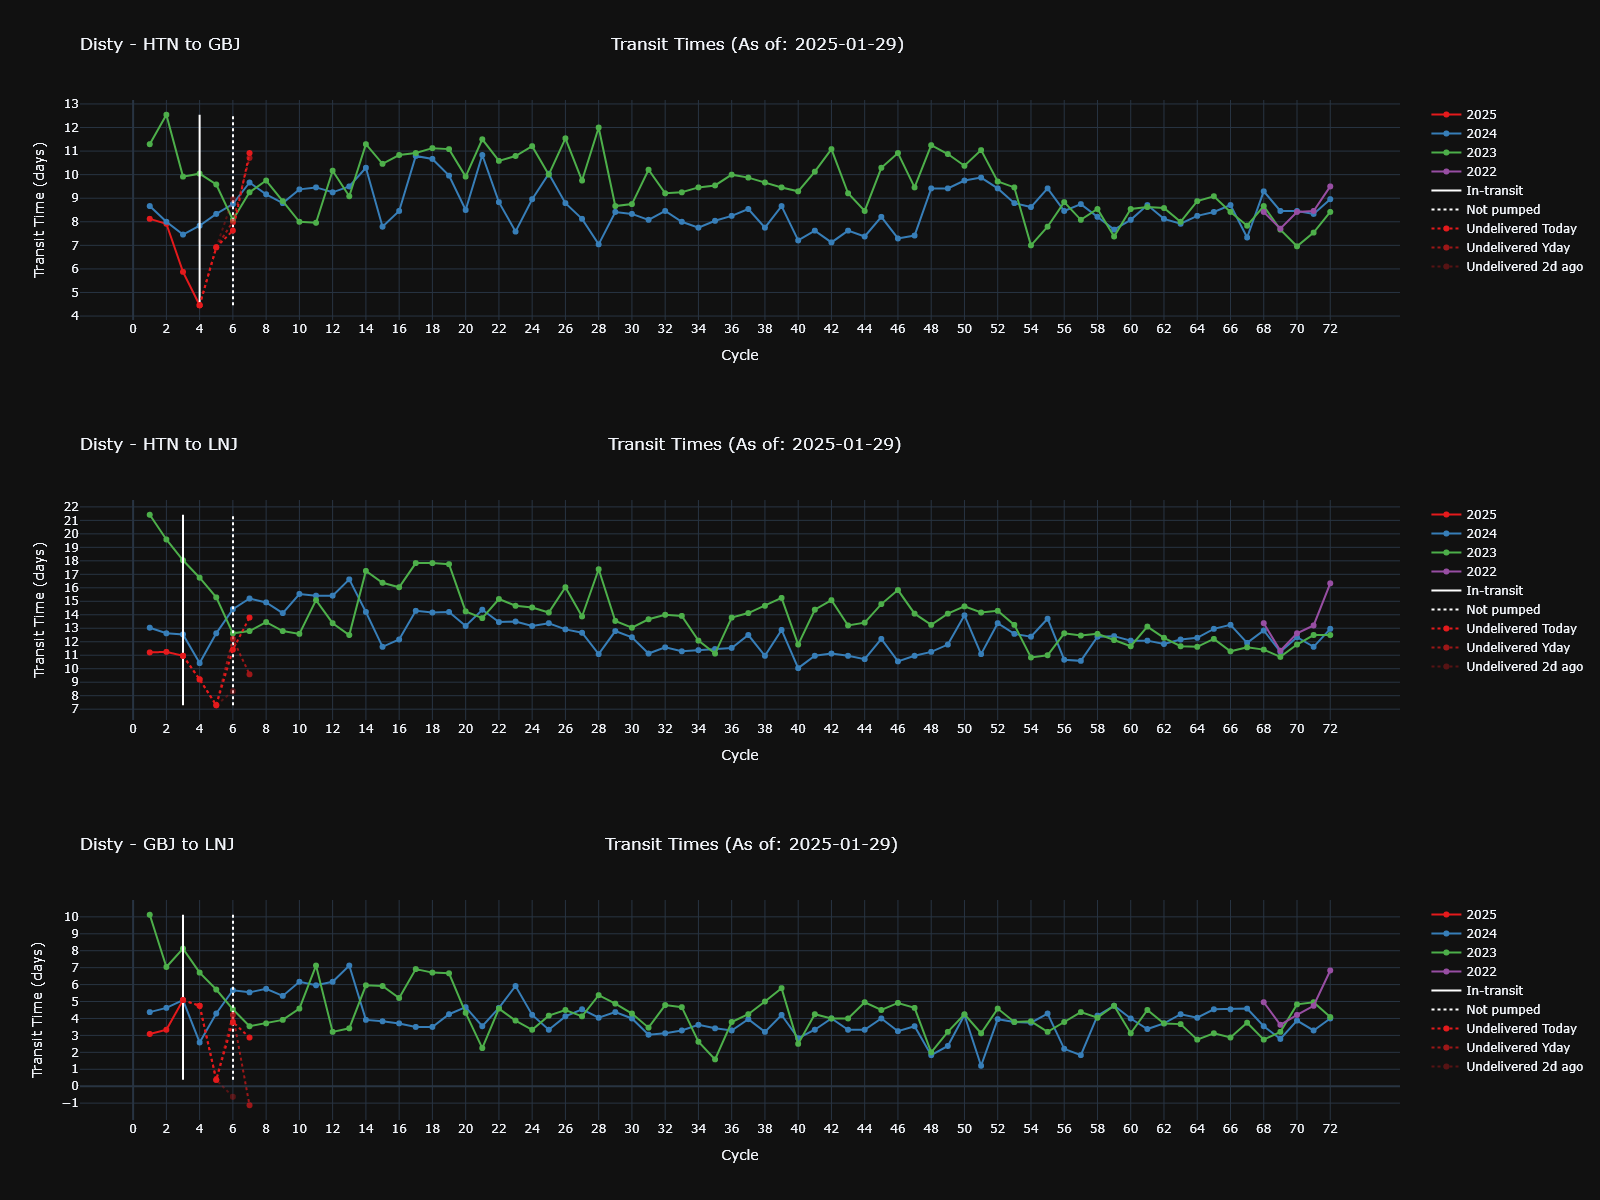 Disty - HTN to GBJ
Transit Times (As of: 2025-01-29)
Transit Time (days)
13
12
11
10
9
8
7
6
5
4
0 2 4 6 8 10 12 14 16 18 20 22 24 26 28 30 32 34 36 38 40 42 44 46 48 50 52 54 56 58 60 62 64 66 68 70 72
Cycle
2025
2024
2023
2022
In-transit
Not pumped
Undelivered Today
Undelivered Yday
Undelivered 2d ago
Disty - HTN to LNJ
Transit Times (As of: 2025-01-29)
Transit Time (days)
22
21
20
19
18
17
16
15
14
13
12
11
10
9
8
7
0 2 4 6 8 10 12 14 16 18 20 22 24 26 28 30 32 34 36 38 40 42 44 46 48 50 52 54 56 58 60 62 64 66 68 70 72
Cycle
2025
2024
2023
2022
In-transit
Not pumped
Undelivered Today
Undelivered Yday
Undelivered 2d ago
Disty - GBJ to LNJ
Transit Times (As of: 2025-01-29)
Transit Time (days)
10
9
8
7
6
5
4
3
2
1
0
−1
0 2 4 6 8 10 12 14 16 18 20 22 24 26 28 30 32 34 36 38 40 42 44 46 48 50 52 54 56 58 60 62 64 66 68 70 72
Cycle
2025
2024
2023
2022
In-transit
Not pumped
Undelivered Today
Undelivered Yday
Undelivered 2d ago